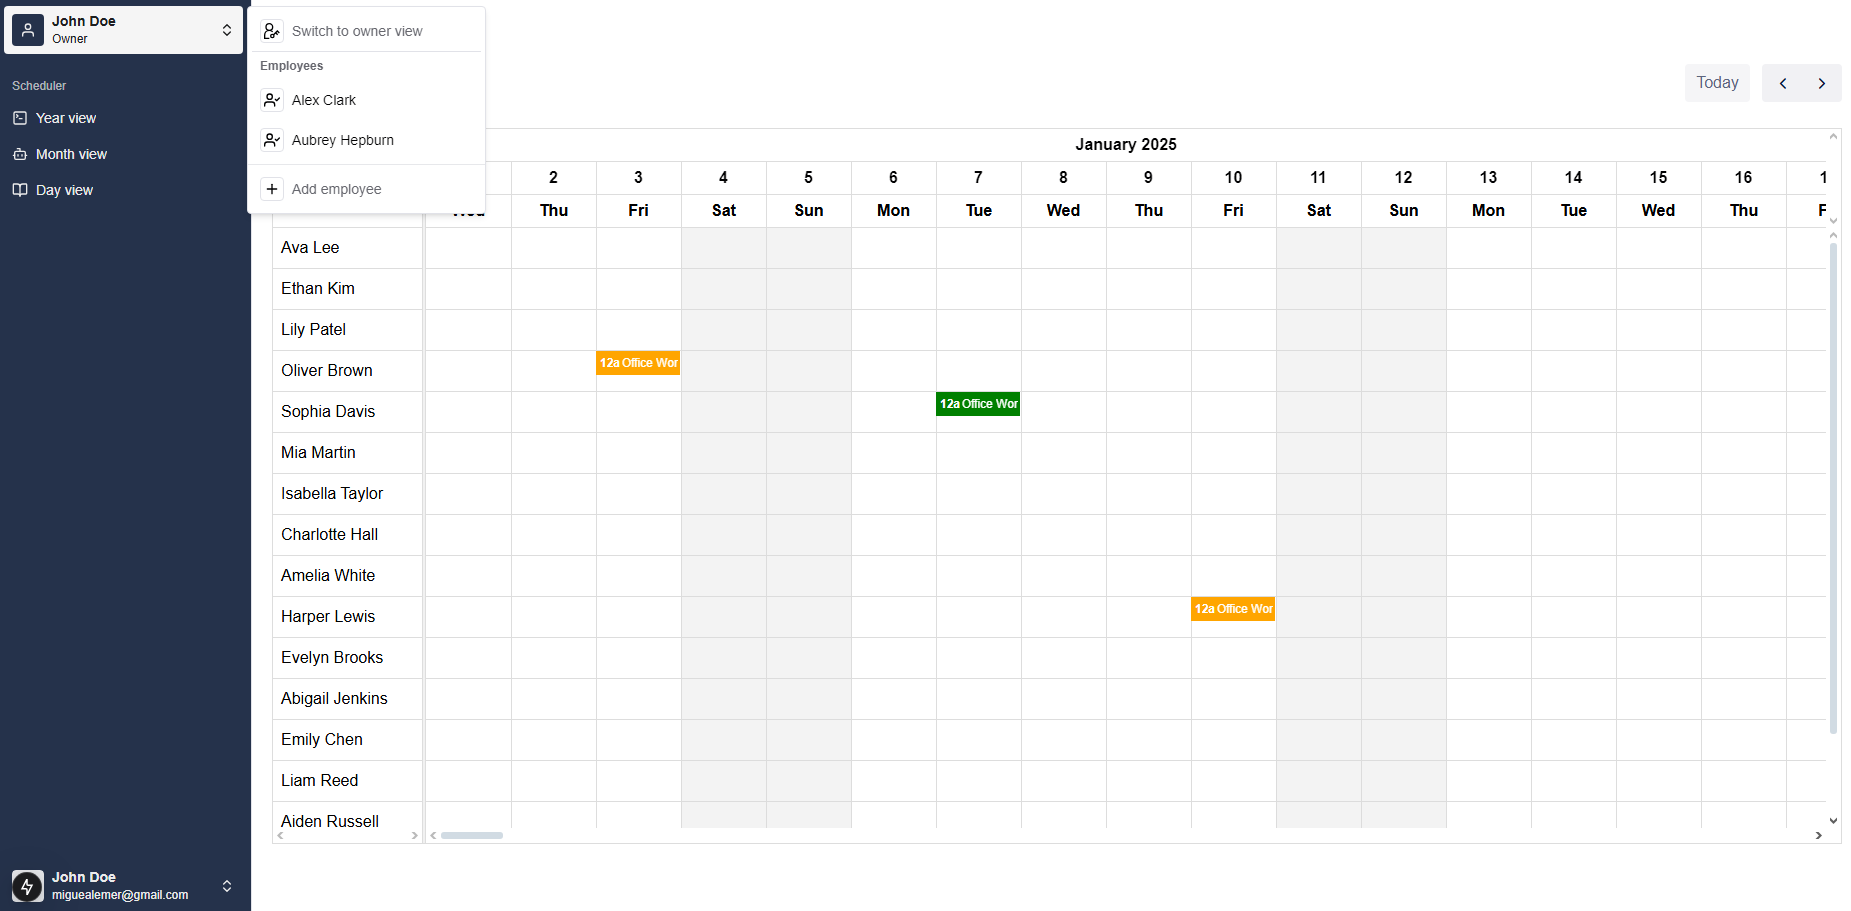 John Doe
Owner
Scheduler
Year view
Month view
Day view
Switch to owner view
Employees
Alex Clark
Aubrey Hepburn
Add employee
Today
January 2025
2 3 4 5 6 7 8 9 10 11 12 13 14 15 16 1
Thu Fri Sat Sun Mon Tue Wed Thu Fri Sat Sun Mon Tue Wed Thu F
Ava Lee
Ethan Kim
Lily Patel
Oliver Brown
12a Office Wor
Sophia Davis
12a Office Wor
Mia Martin
Isabella Taylor
Charlotte Hall
Amelia White
Harper Lewis
12a Office Wor
Evelyn Brooks
Abigail Jenkins
Emily Chen
Liam Reed
Aiden Russell
John Doe
miguealemer@gmail.com